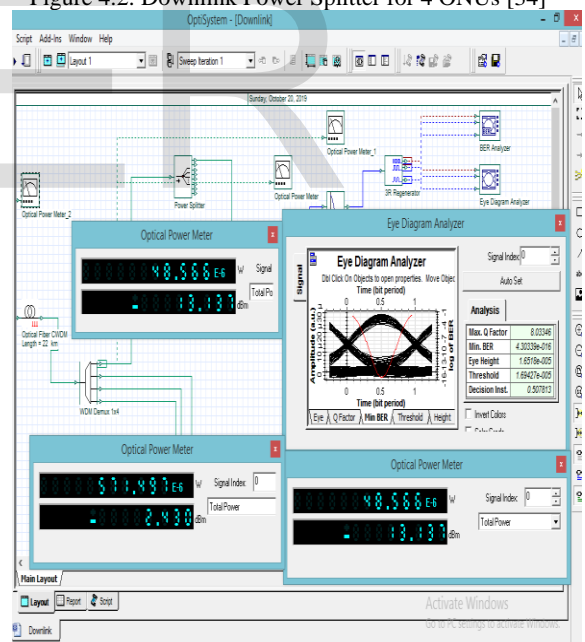 Figure 4.2: Downlink Power Splitter for 4 ONUs [34]
OptiSystem - [Downlink]
Script Add-Ins Window Help
Layout 1
Sweep Iteration 1
Sunday, October 20, 2019
Optical Power Meter_1
BER Analyzer
3R Regenerator
Power Splitter
Optical Power Meter
Eye Diagram Analyzer
Optical Power Meter_2
Optical Power Meter
48.566 E-6 W Signal
Total Po
- 13.137 dBm
Optical Fiber CWDM
Length = 22 km
WDM Demux 1x4
Eye Diagram Analyzer
Signal
Eye Diagram Analyzer
Dbl Click On Objects to open properties. Move Objec
Time (bit period)
0 0.5 1
Amplitude (a.u.)
log of BER
0 0.5 1
Time (bit period)
Eye Q Factor Min BER Threshold Height
Signal Index: 0
Auto Set
Analysis
Max. Q Factor 8.03346
Min. BER 4.30339e-016
Eye Height 1.6518e-005
Threshold 1.69427e-005
Decision Inst. 0.507813
Invert Colors
Optical Power Meter
571.497 E-6 W Signal Index: 0
Total Power
- 2.430 dBm
Optical Power Meter
48.566 E-6 W Signal Index: 0
Total Power
- 13.137 dBm
Main Layout
Layout Report Script
Activate Windows
Go to PC settings to activate Windows.
Downlink